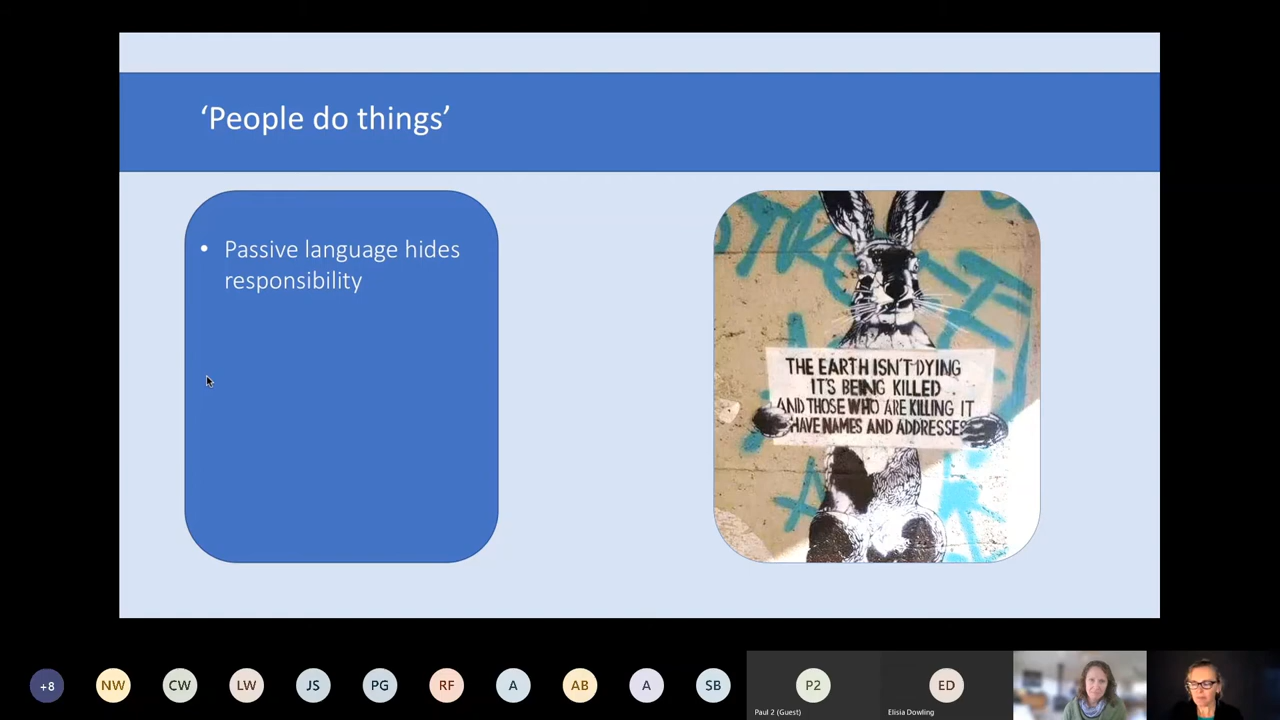 ‘People do things’
• Passive language hides
responsibility
THE EARTH ISN'T DYING
IT'S BEING KILLED
AND THOSE WHO ARE KILLING IT
HAVE NAMES AND ADDRESSES
+8
NW
CW
LW
JS
PG
RF
A
AB
A
SB
P2
ED
Paul 2 (Guest)
Elisia Dowling